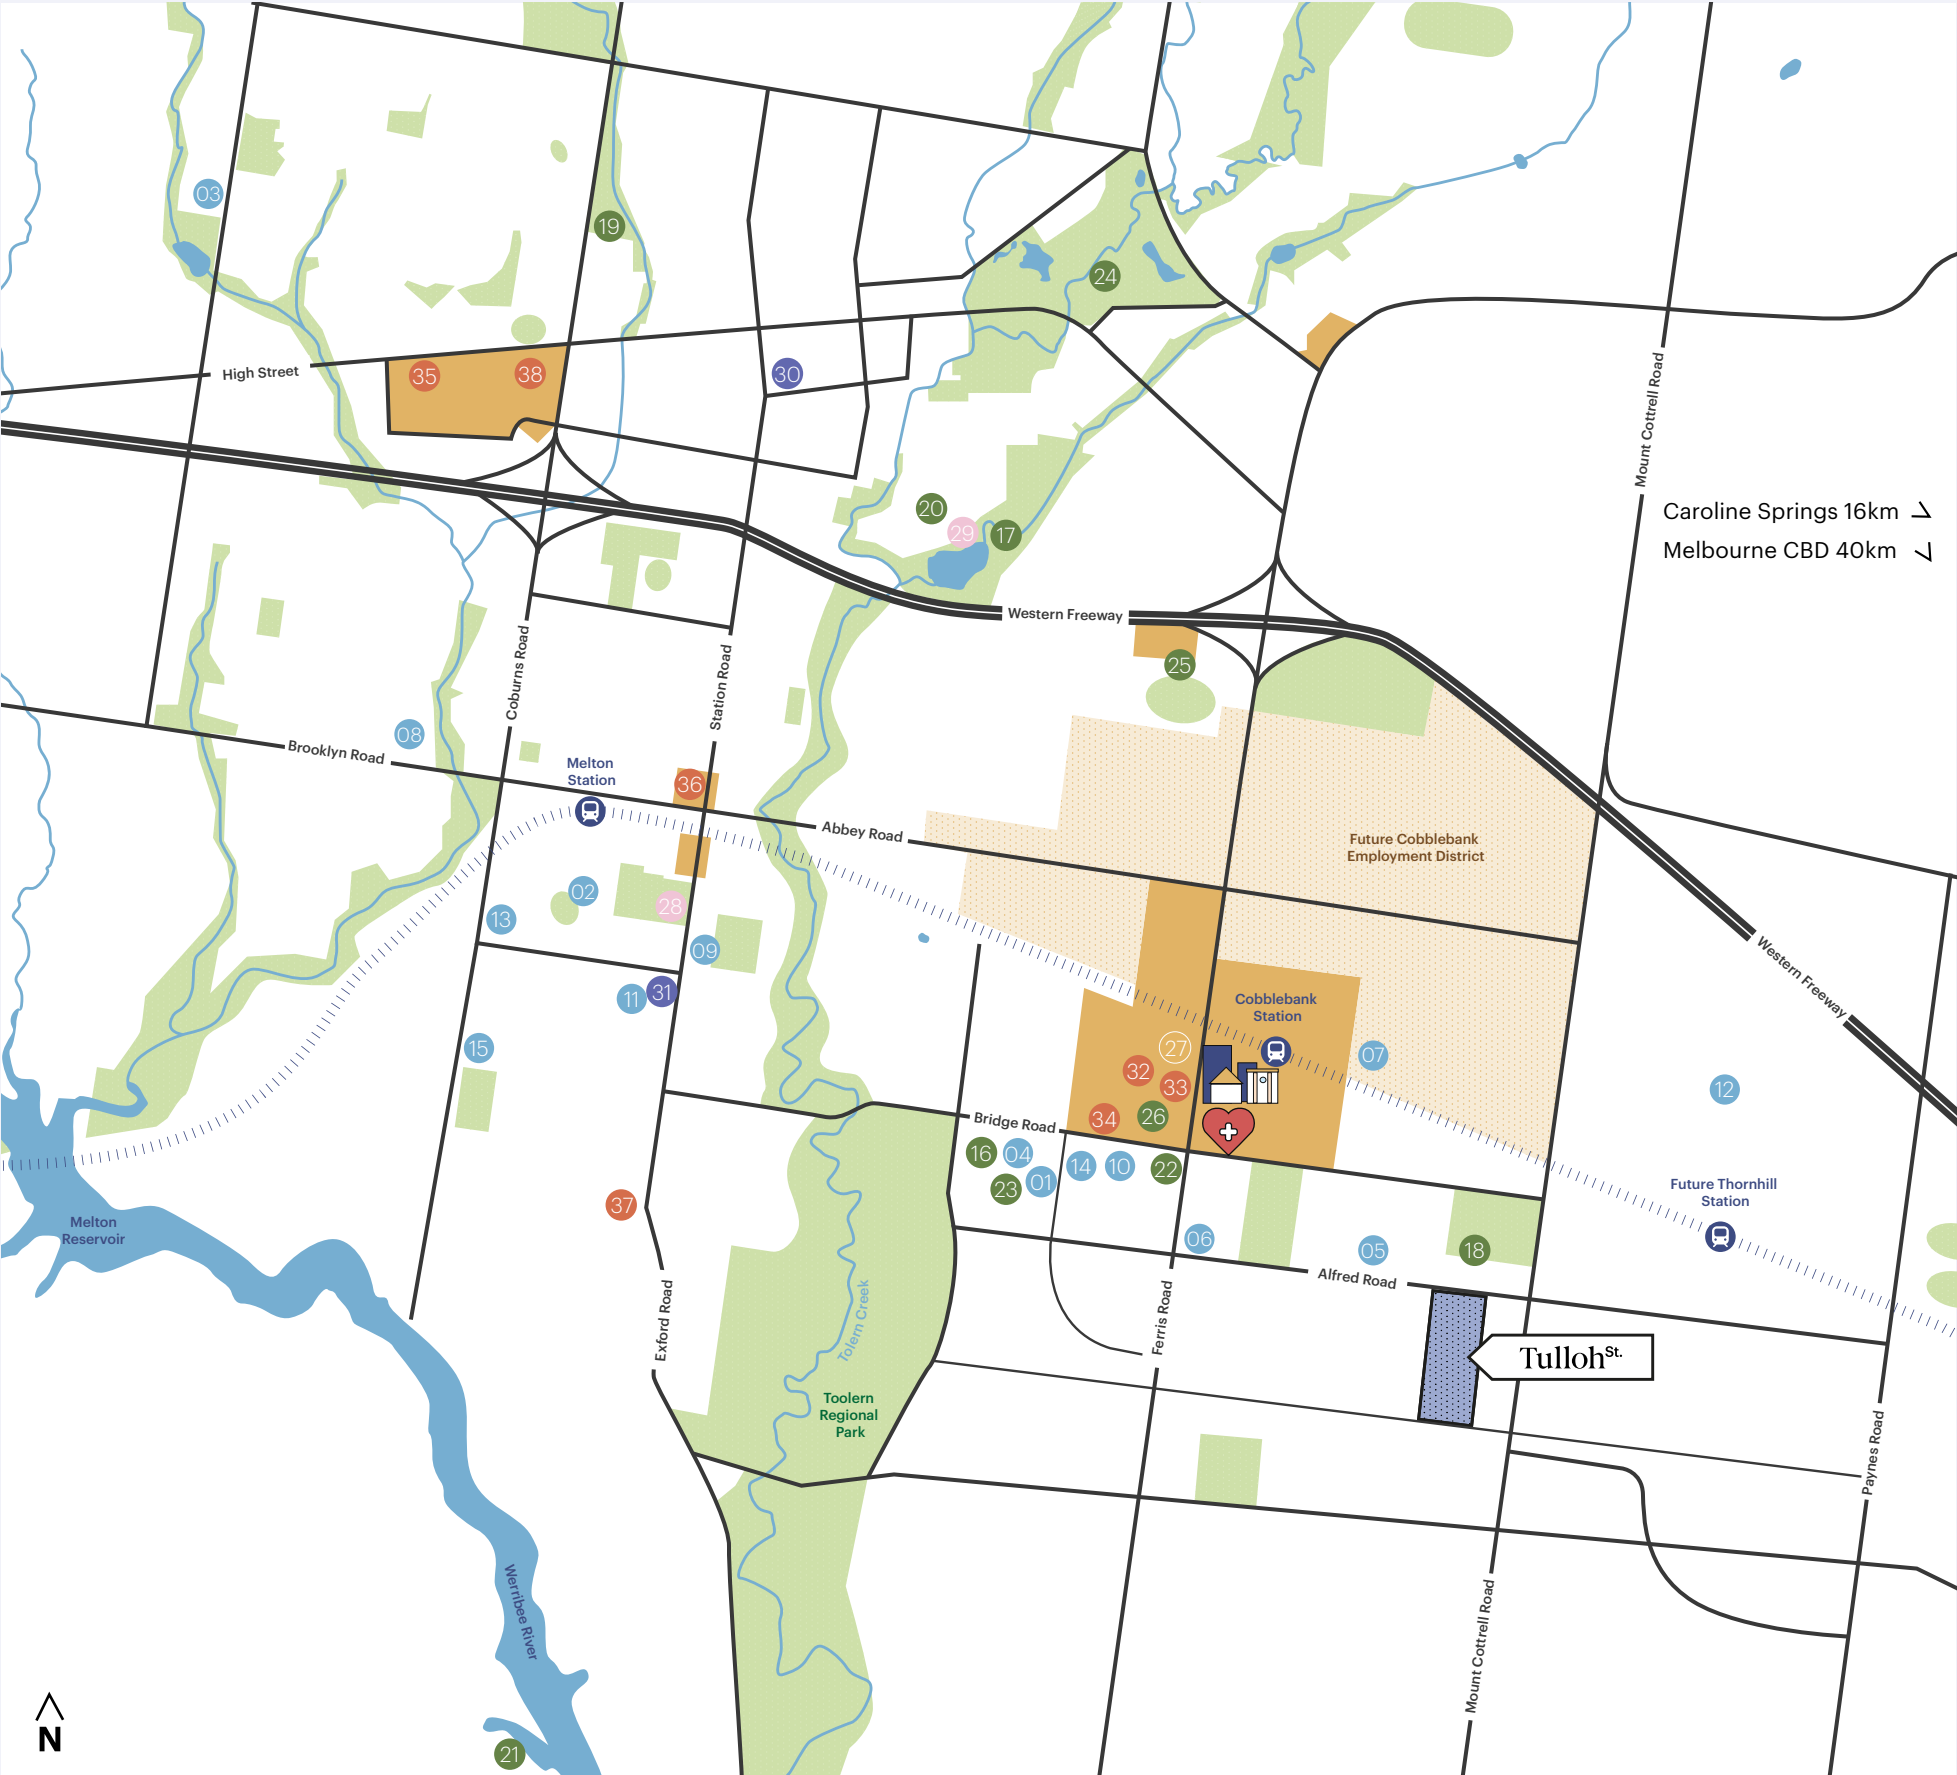 03
19
24
High Street
35
38
30
Mount Cottrell Road
Caroline Springs 16km
Melbourne CBD 40km
20
29
17
Western Freeway
25
Coburns Road
Station Road
08
Brooklyn Road
Melton
Station
36
Abbey Road
Future Cobblebank
Employment District
02
28
13
09
Western Freeway
11
31
Cobblebank
Station
15
27
07
32
33
12
34
26
Bridge Road
16
04
14
10
22
23
01
Future Thornhill
Station
37
Melton
Reservoir
06
05
18
Alfred Road
Exford Road
Tolern Creek
Ferris Road
TullohSt.
Toolern
Regional
Park
Paynes Road
Werribee River
Mount Cottrell Road
N
21